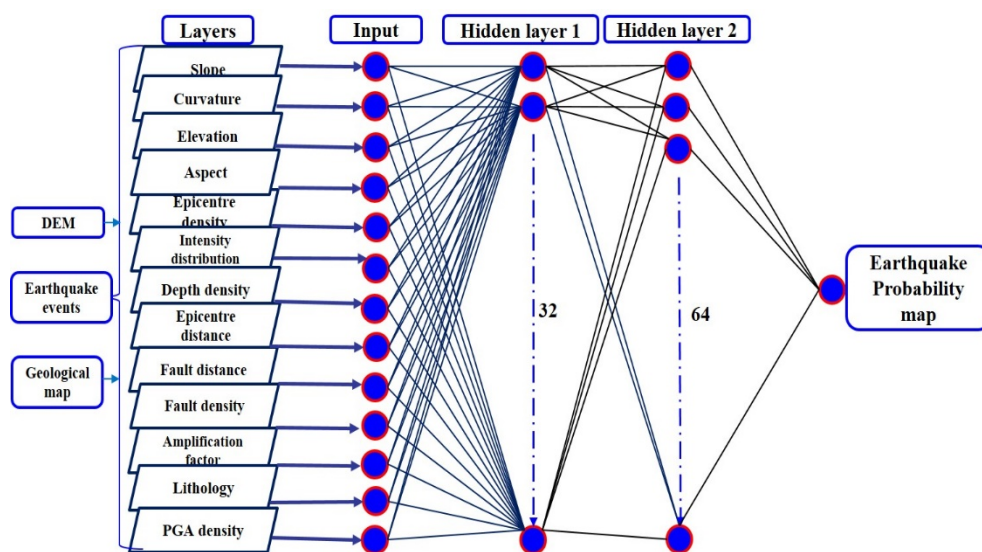 Layers
Input
Hidden layer 1
Hidden layer 2
Slope
Curvature
Elevation
Aspect
Epicentre
density
Intensity
distribution
Depth density
Epicentre
distance
Fault distance
Fault density
Amplification
factor
Lithology
PGA density
DEM
Earthquake
events
Geological
map
32
64
Earthquake
Probability
map